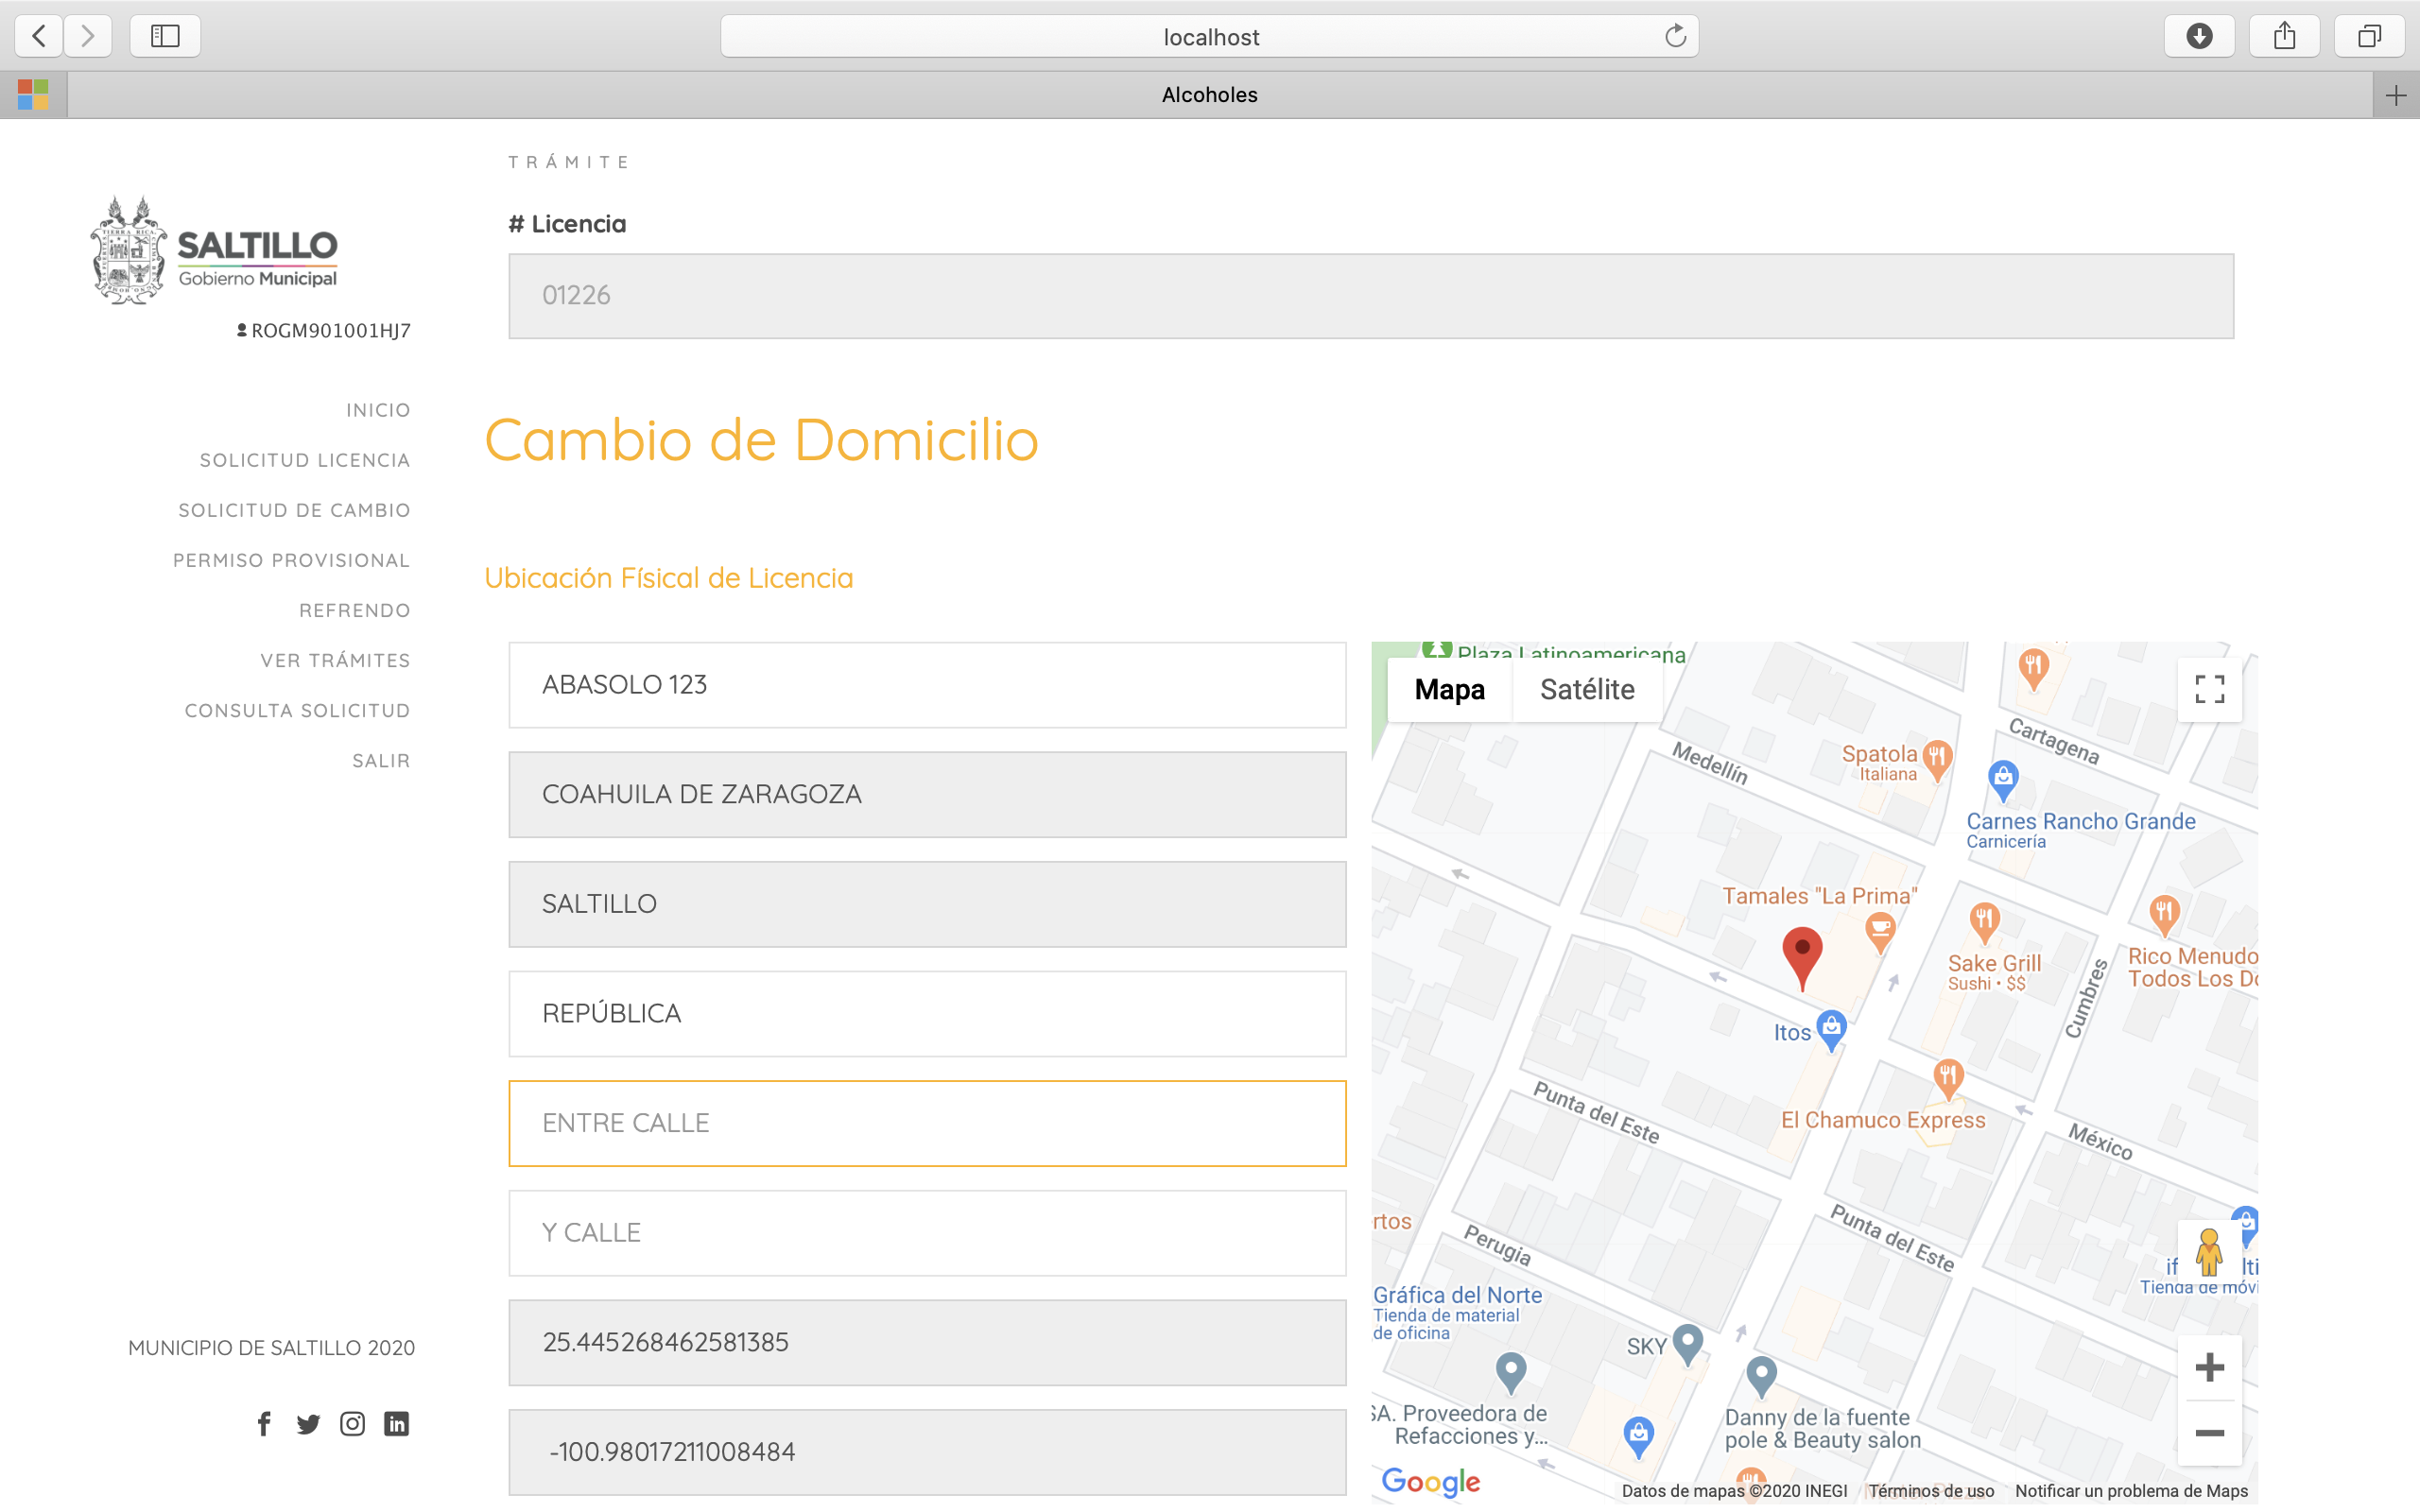 localhost
Alcoholes
SALTILLO
Gobierno Municipal
ROGM901001HJ7
INICIO
SOLICITUD LICENCIA
SOLICITUD DE CAMBIO
PERMISO PROVISIONAL
REFRENDO
VER TRÁMITES
CONSULTA SOLICITUD
SALIR
MUNICIPIO DE SALTILLO 2020
TRÁMITE
# Licencia
01226
Cambio de Domicilio
Ubicación Físical de Licencia
ABASOLO 123
COAHUILA DE ZARAGOZA
SALTILLO
REPÚBLICA
ENTRE CALLE
Y CALLE
25.445268462581385
-100.98017211008484
Plaza Latinoamericana
Mapa
Satélite
Cartagena
Medellín
Spatola
Italiana
Carnes Rancho Grande
Carnicería
Tamales "La Prima"
Sake Grill
Sushi • $$
Rico Menudo
Todos Los Do
Cumbres
Itos
Punta del Este
El Chamuco Express
México
rtos
Perugia
Punta del Este
Gráfica del Norte
Tienda de material
de oficina
Tienda de móvi
SKY
SA. Proveedora de
Refacciones y...
Danny de la fuente
pole & Beauty salon
Google
Datos de mapas ©2020 INEGI
Términos de uso
Notificar un problema de Maps